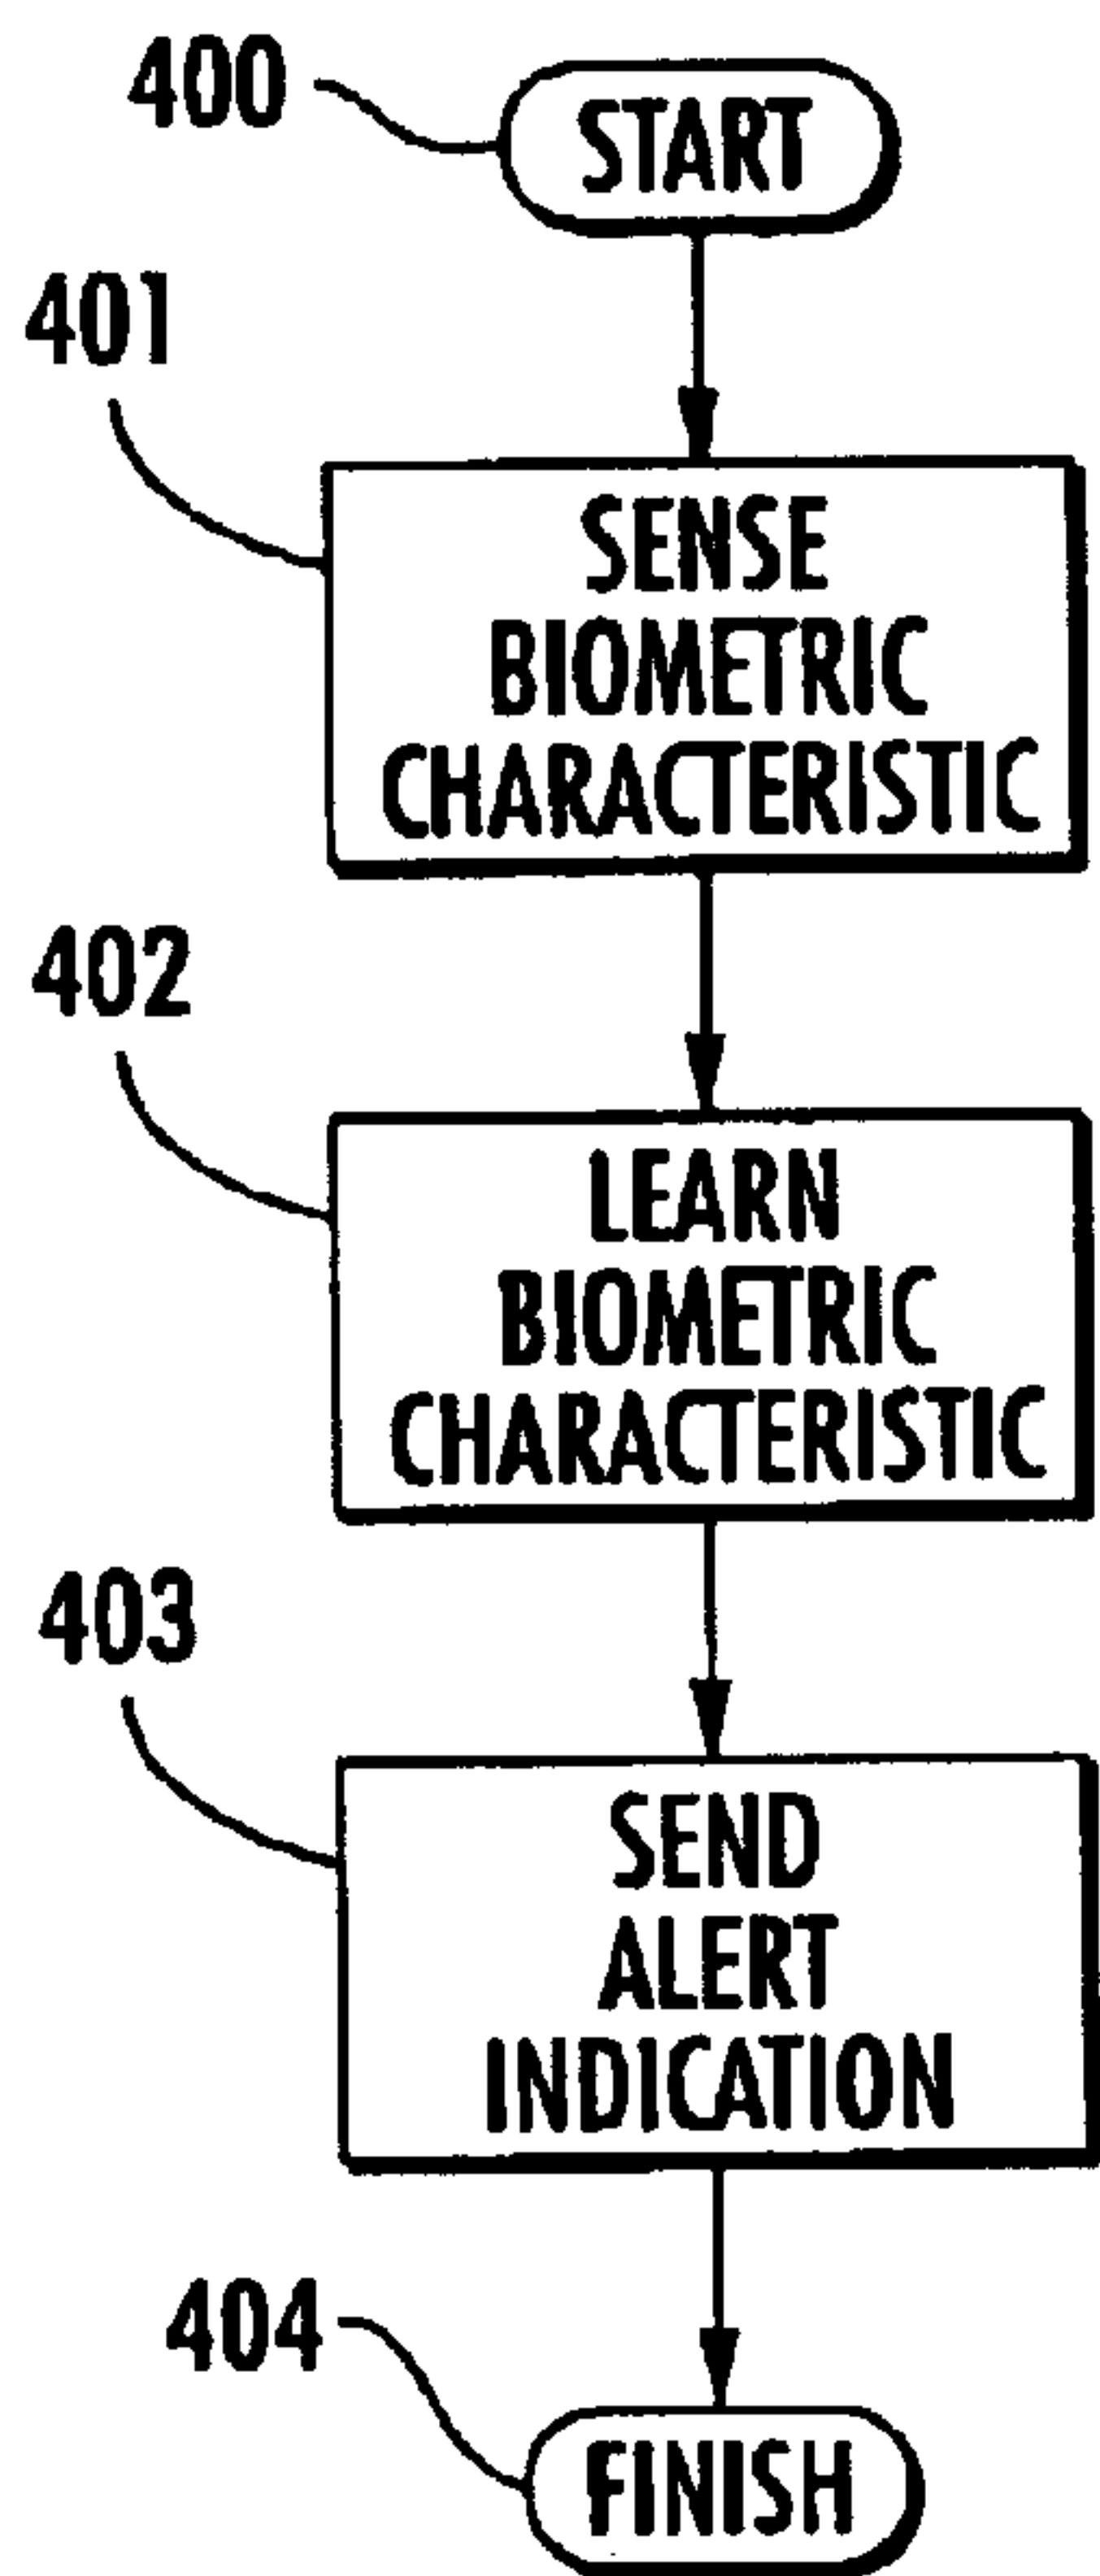 400
START
401
SENSE
BIOMETRIC
CHARACTERISTIC
402
LEARN
BIOMETRIC
CHARACTERISTIC
403
SEND
ALERT
INDICATION
404
FINISH